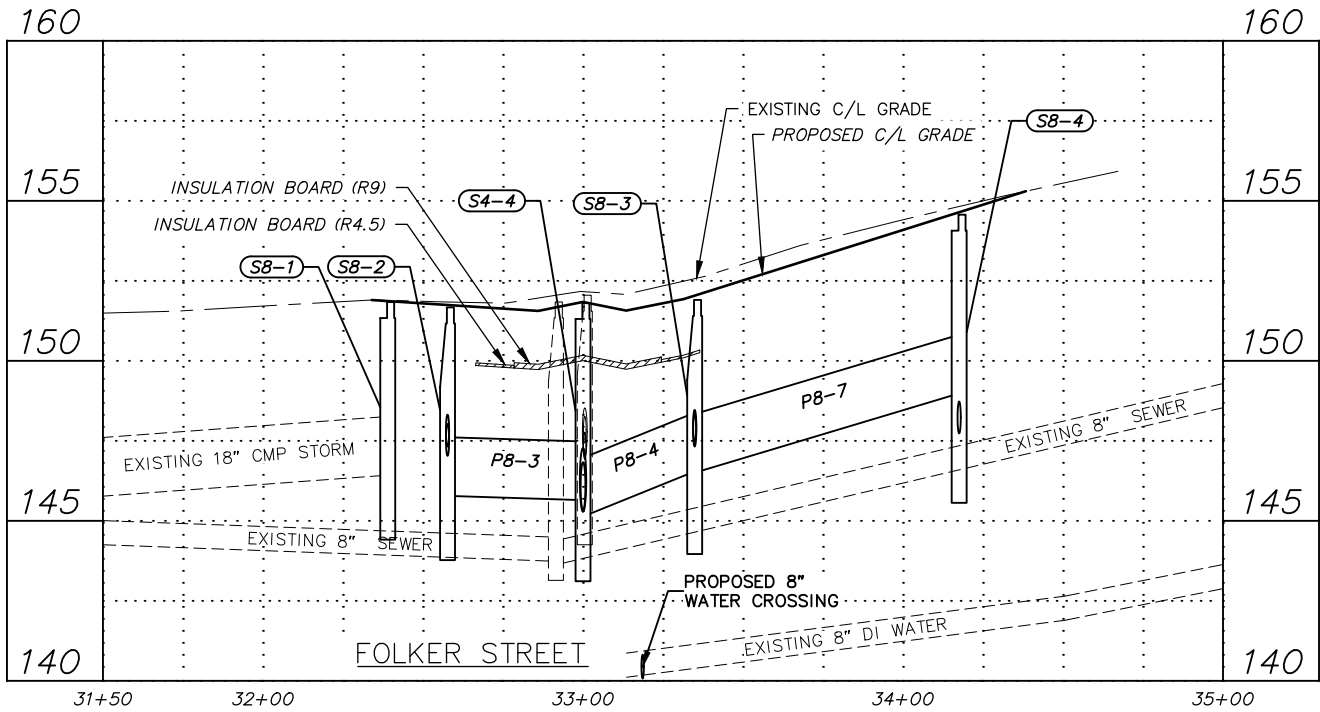 160
160
EXISTING C/L GRADE
S8-4
PROPOSED C/L GRADE
155
155
INSULATION BOARD (R9)
S4-4
S8-3
INSULATION BOARD (R4.5)
S8-1
S8-2
150
150
P8-7
EXISTING 8" SEWER
EXISTING 18" CMP STORM
P8-3
P8-4
145
145
EXISTING 8" SEWER
PROPOSED 8"
WATER CROSSING
EXISTING 8" DI WATER
FOLKER STREET
140
140
31+50
32+00
33+00
34+00
35+00